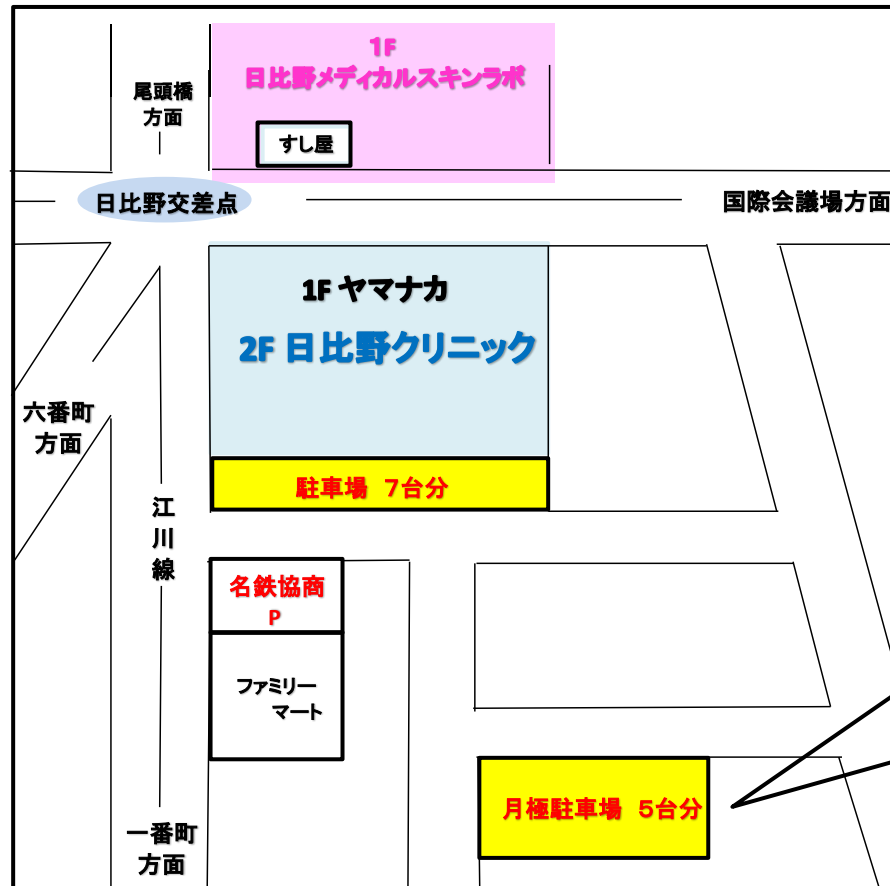 1F
日比野メディカルスキンラボ
尾頭橋
方面
すし屋
日比野交差点
国際会議場方面
1F ヤマナカ
2F 日比野クリニック
六番町
方面
駐車場 7台分
江
川
線
名鉄協商
P
ファミリー
マート
月極駐車場 5台分
一番町
方面